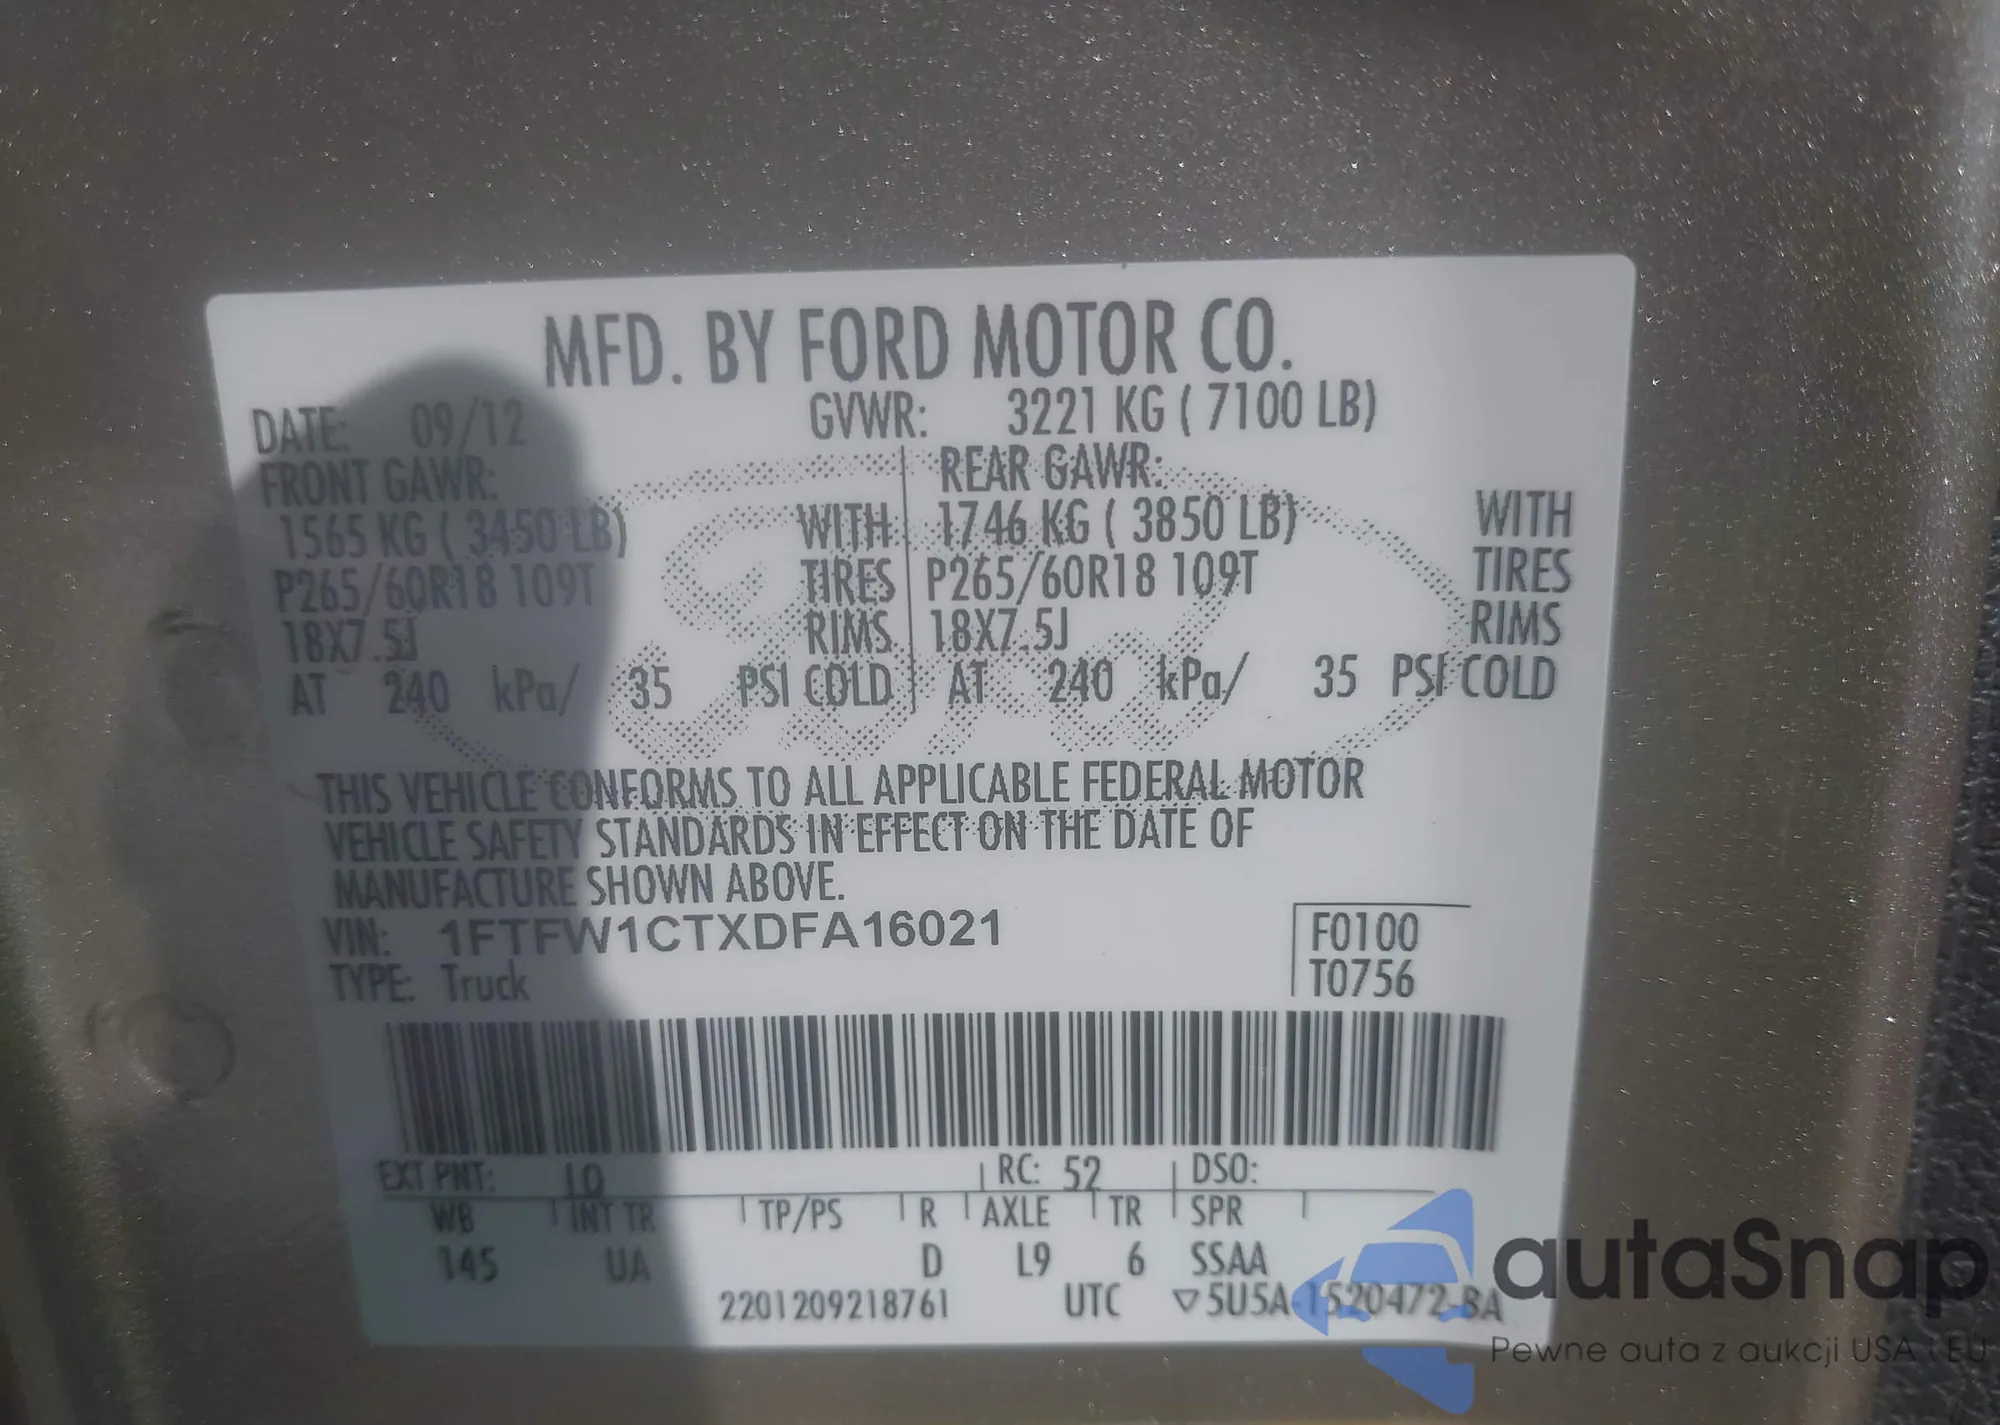 MFD. BY FORD MOTOR CO.
DATE: 09/12 GVWR: 3221 KG ( 7100 LB)
FRONT GAWR: REAR GAWR:
1565 KG ( 3450 LB) WITH 1746 KG ( 3850 LB) WITH
P265/60R18 109T TIRES P265/60R18 109T TIRES
18X7.5J RIMS 18X7.5J RIMS
AT 240 kPa/ 35 PSI COLD AT 240 kPa/ 35 PSI COLD
THIS VEHICLE CONFORMS TO ALL APPLICABLE FEDERAL MOTOR
VEHICLE SAFETY STANDARDS IN EFFECT ON THE DATE OF
MANUFACTURE SHOWN ABOVE.
VIN: 1FTFW1CTXDFA16021 F0100
TYPE: Truck T0756
EXT PNT: LQ RC: 52 DSO:
WB INT TR TP/PS R AXLE TR SPR
145 UA D L9 6 SSAA
2201209218761 UTC ▽5U5A-1520472-BA
autaSnap
Pewne auta z aukcji USA i EU